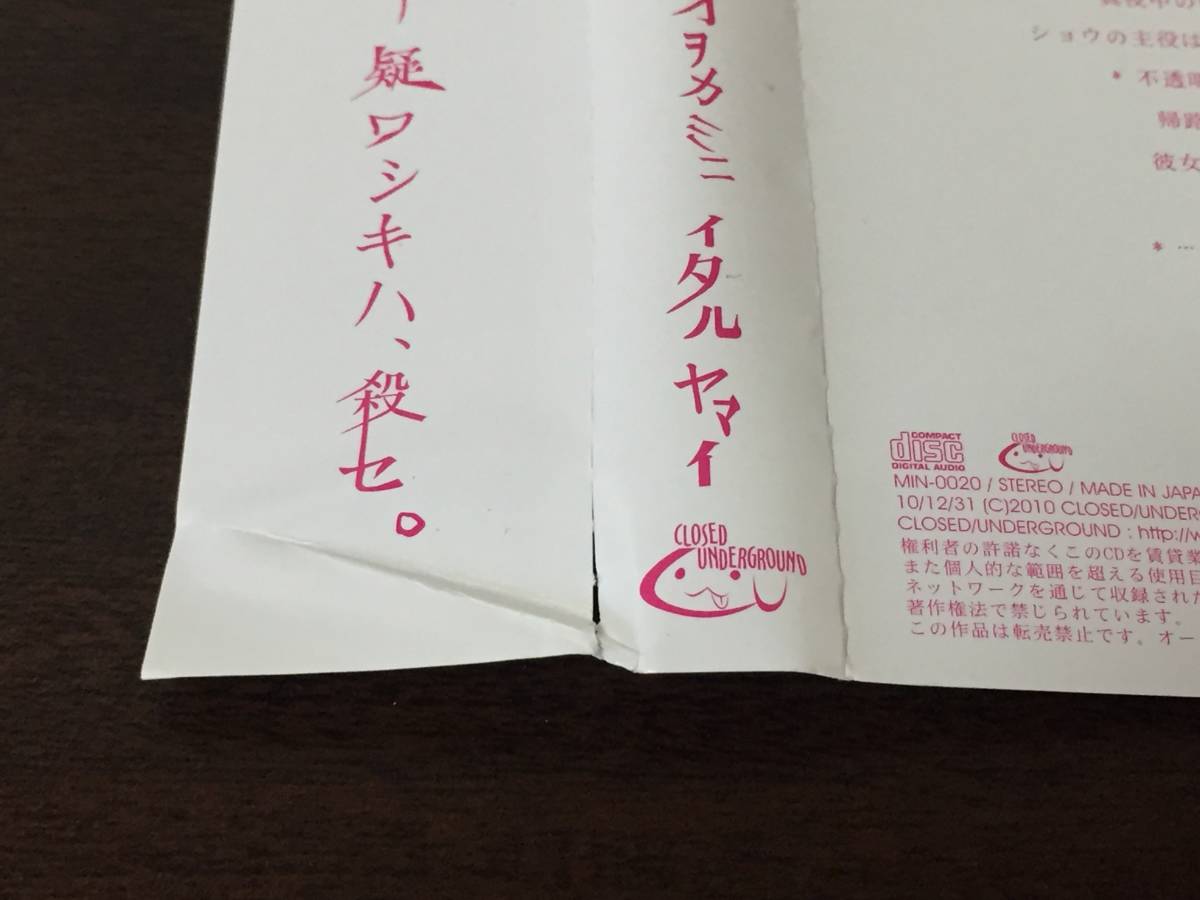 疑ワシキハ、殺セ。
オヲカミニ イタル ヤマイ
CLOSED
UNDERGROUND
ショウの主役は
* 不透明
帰路
彼女
* …
COMPACT
disc
DIGITAL AUDIO
CLOSED
UNDERGROUND
MIN-0020 / STEREO / MADE IN JAPA
10/12/31 (C)2010 CLOSED/UNDERG
CLOSED/UNDERGROUND : http://w
権利者の許諾なくこのCDを賃貸業
また個人的な範囲を超える使用目
ネットワークを通じて収録された
著作権法で禁じられています。
この作品は転売禁止です。オー